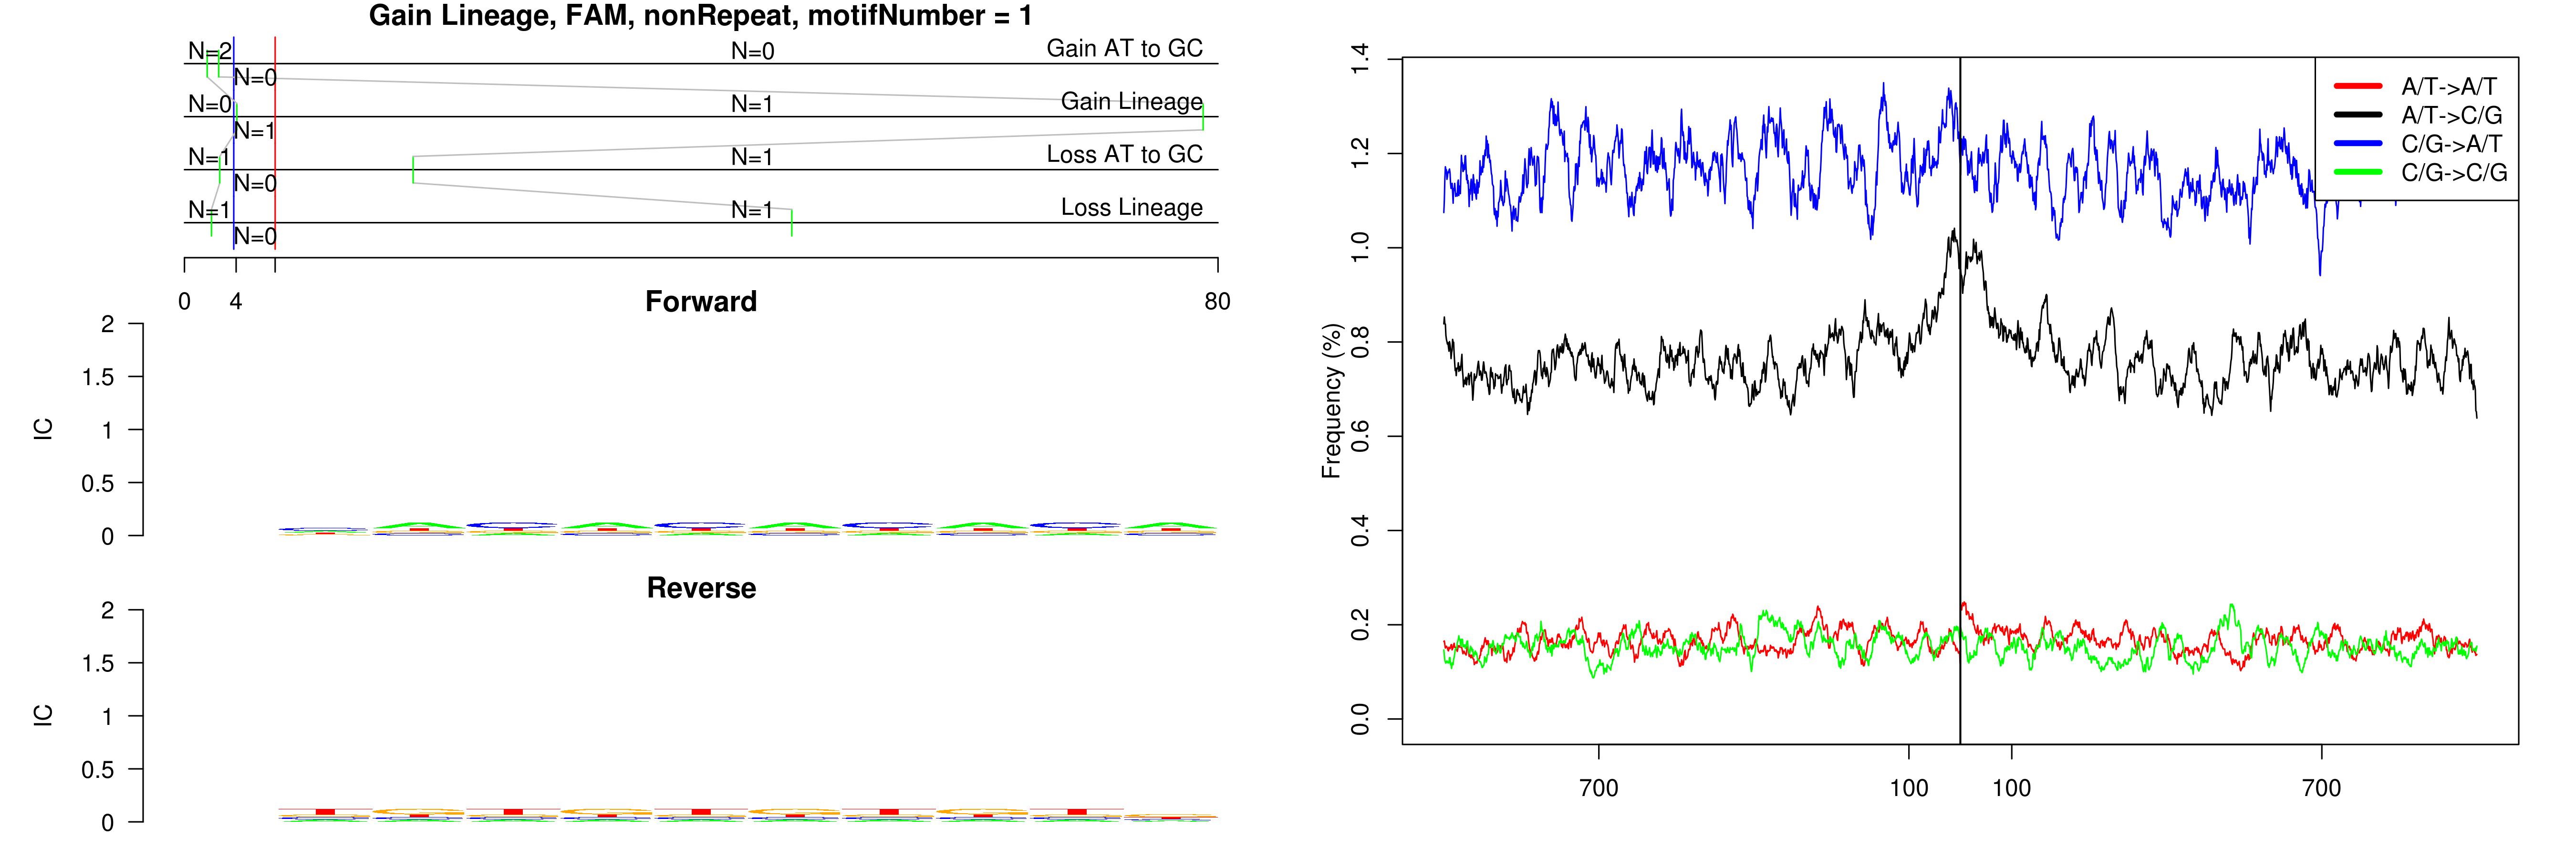 Gain Lineage, FAM, nonRepeat, motifNumber = 1
N=2 N=0 Gain AT to GC
N=0
N=0 N=1 Gain Lineage
N=1
N=1 N=1 Loss AT to GC
N=0
N=1 N=1 Loss Lineage
N=0
0 4 80
Forward
2
1.5
1
0.5
0
IC
Reverse
2
1.5
1
0.5
0
IC
1.4
1.2
1.0
0.8
0.6
0.4
0.2
0.0
Frequency (%)
A/T->A/T
A/T->C/G
C/G->A/T
C/G->C/G
700 100 100 700